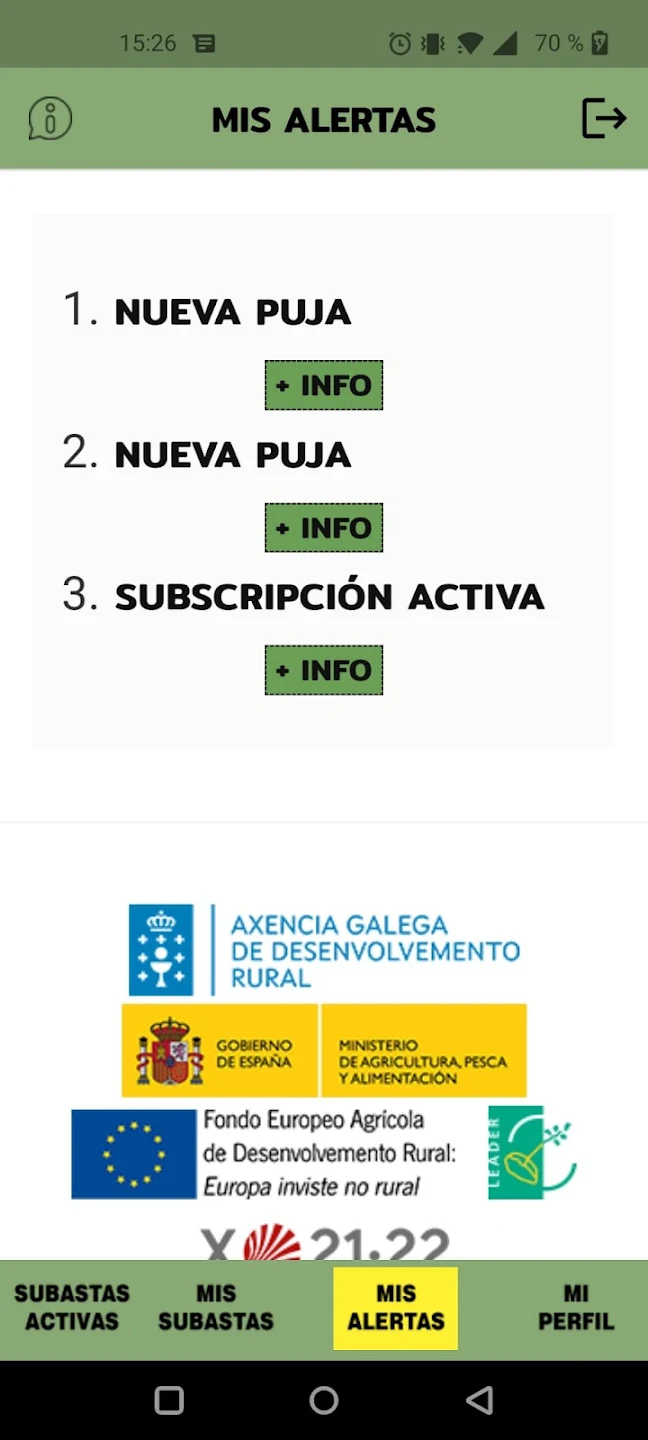 15:26
70 %
MIS ALERTAS
1. NUEVA PUJA
+ INFO
2. NUEVA PUJA
+ INFO
3. SUBSCRIPCIÓN ACTIVA
+ INFO
AXENCIA GALEGA
DE DESENVOLVEMENTO
RURAL
GOBIERNO
DE ESPAÑA
MINISTERIO
DE AGRICULTURA, PESCA
Y ALIMENTACIÓN
Fondo Europeo Agrícola
de Desenvolvemento Rural:
Europa inviste no rural
LEADER
X 21·22
SUBASTAS
ACTIVAS
MIS
SUBASTAS
MIS
ALERTAS
MI
PERFIL